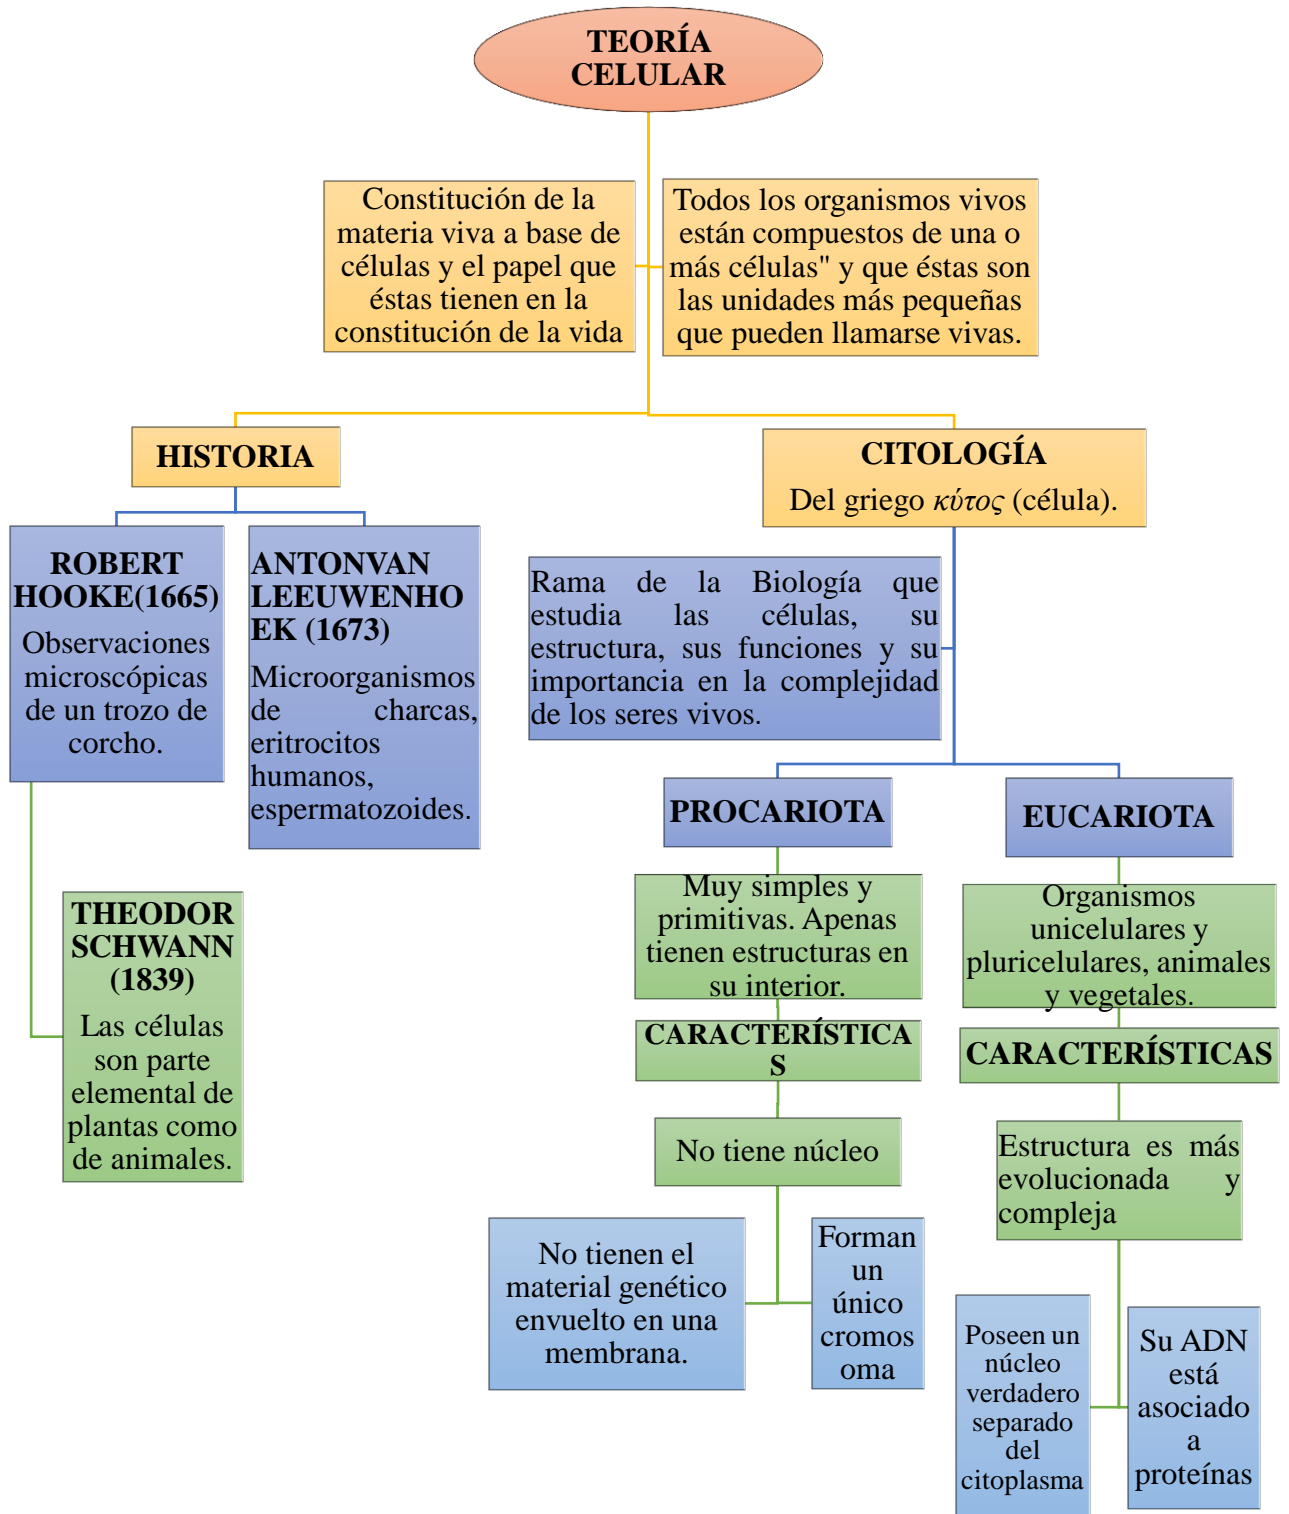 TEORÍA
CELULAR
Constitución de la
materia viva a base de
células y el papel que
éstas tienen en la
constitución de la vida
Todos los organismos vivos
están compuestos de una o
más células" y que éstas son
las unidades más pequeñas
que pueden llamarse vivas.
HISTORIA
CITOLOGÍA
Del griego κύτος (célula).
ROBERT
HOOKE(1665)
Observaciones
microscópicas
de un trozo de
corcho.
ANTONVAN
LEEUWENHO
EK (1673)
Microorganismos
de charcas,
eritrocitos
humanos,
espermatozoides.
Rama de la Biología que
estudia las células, su
estructura, sus funciones y su
importancia en la complejidad
de los seres vivos.
THEODOR
SCHWANN
(1839)
Las células
son parte
elemental de
plantas como
de animales.
PROCARIOTA
Muy simples y
primitivas. Apenas
tienen estructuras en
su interior.
CARACTERÍSTICA
S
No tiene núcleo
No tienen el
material genético
envuelto en una
membrana.
Forman
un
único
cromos
oma
EUCARIOTA
Organismos
unicelulares y
pluricelulares, animales
y vegetales.
CARACTERÍSTICAS
Estructura es más
evolucionada y
compleja
Poseen un
núcleo
verdadero
separado
del
citoplasma
Su ADN
está
asociado
a
proteínas